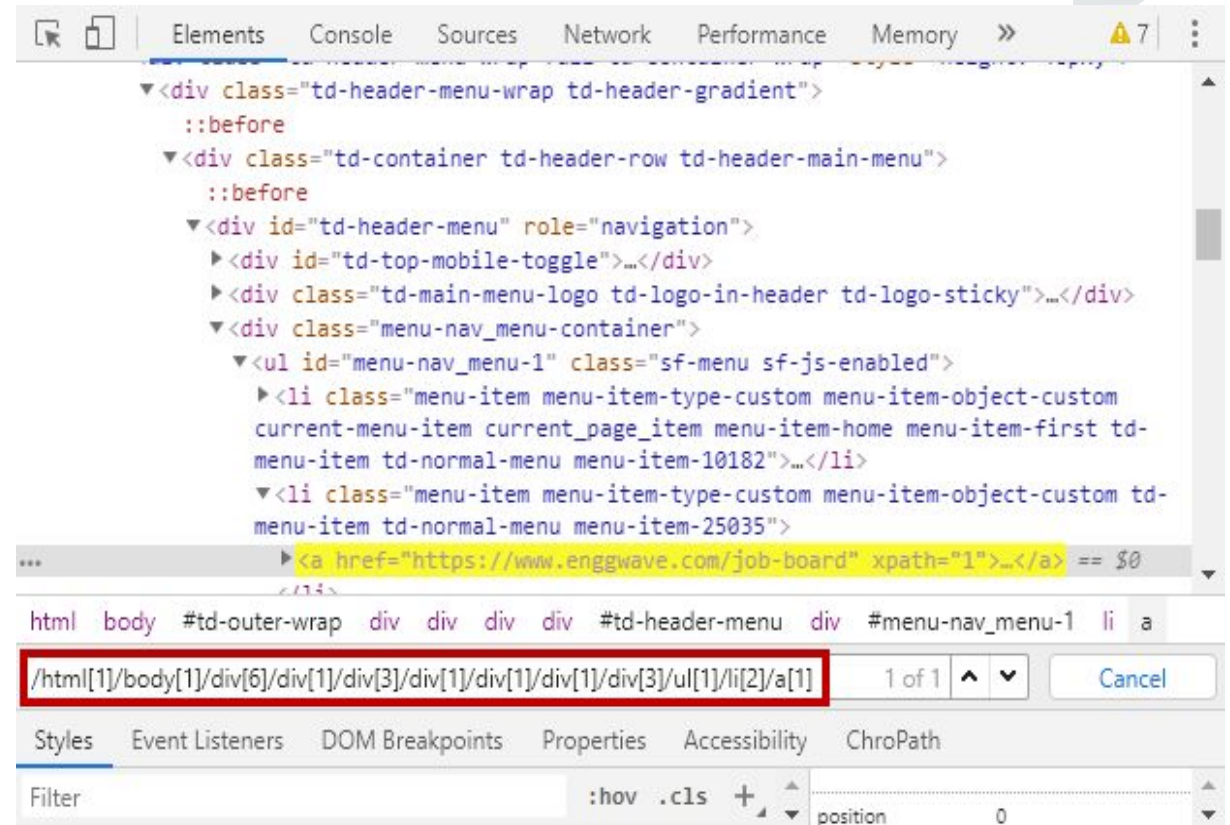 Elements Console Sources Network Performance Memory » 7
▼<div class="td-header-menu-wrap td-header-gradient">
::before
▼<div class="td-container td-header-row td-header-main-menu">
::before
▼<div id="td-header-menu" role="navigation">
▶<div id="td-top-mobile-toggle">…</div>
▶<div class="td-main-menu-logo td-logo-in-header td-logo-sticky">…</div>
▼<div class="menu-nav_menu-container">
▼<ul id="menu-nav_menu-1" class="sf-menu sf-js-enabled">
▶<li class="menu-item menu-item-type-custom menu-item-object-custom
current-menu-item current_page_item menu-item-home menu-item-first td-
menu-item td-normal-menu menu-item-10182">…</li>
▼<li class="menu-item menu-item-type-custom menu-item-object-custom td-
menu-item td-normal-menu menu-item-25035">
… ▶<a href="https://www.enggwave.com/job-board" xpath="1">…</a> == $0
</li>
html body #td-outer-wrap div div div div #td-header-menu div #menu-nav_menu-1 li a
/html[1]/body[1]/div[6]/div[1]/div[3]/div[1]/div[1]/div[1]/div[3]/ul[1]/li[2]/a[1] 1 of 1 Cancel
Styles Event Listeners DOM Breakpoints Properties Accessibility ChroPath
Filter :hov .cls + position 0